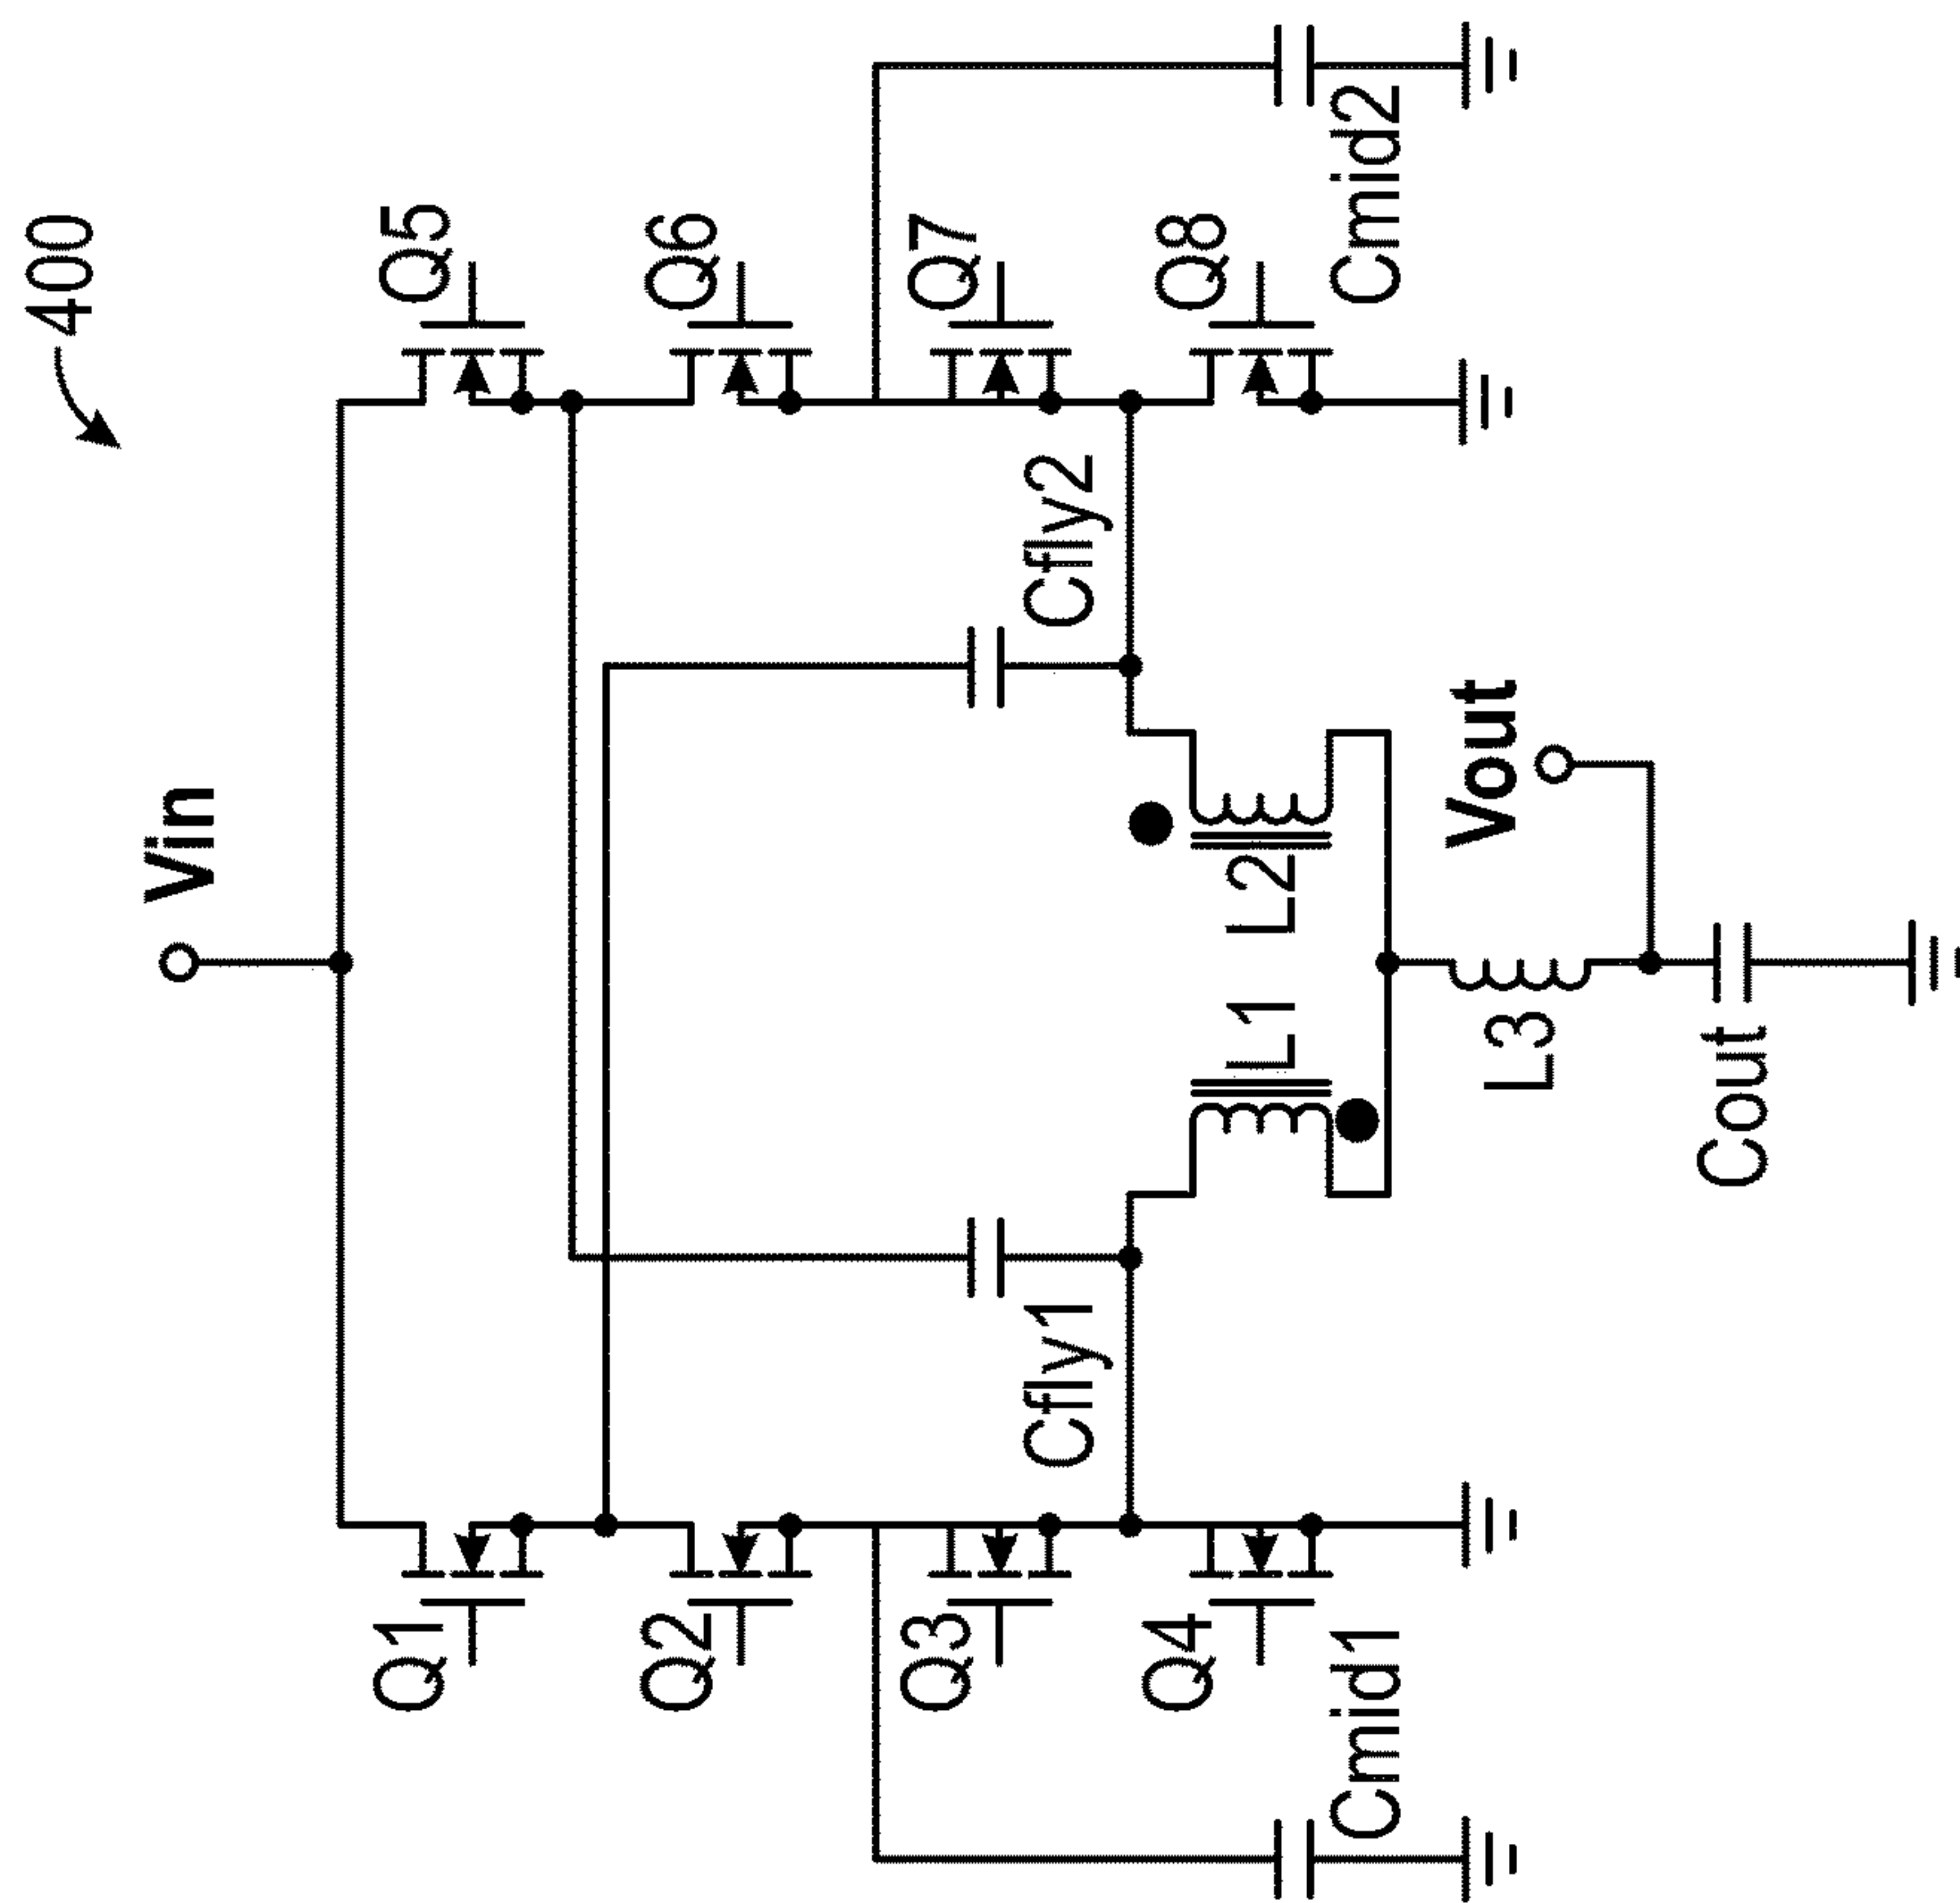 400
Vin
Q1
Q5
Q2
Q6
Q3
Q7
Cfly1
Cfly2
Q4
Q8
L1
L2
Cmid1
Cmid2
L3
Vout
Cout